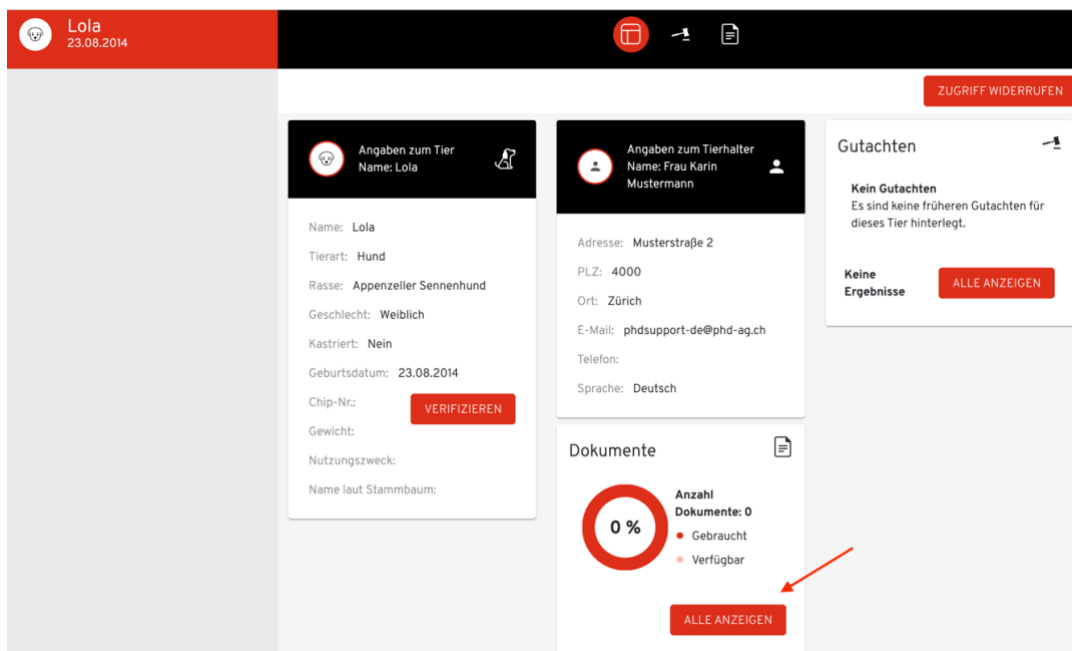 Lola
23.08.2014
ZUGRIFF WIDERRUFEN
Angaben zum Tier
Name: Lola
Name: Lola
Tierart: Hund
Rasse: Appenzeller Sennenhund
Geschlecht: Weiblich
Kastriert: Nein
Geburtsdatum: 23.08.2014
Chip-Nr.: VERIFIZIEREN
Gewicht:
Nutzungszweck:
Name laut Stammbaum:
Angaben zum Tierhalter
Name: Frau Karin
Mustermann
Adresse: Musterstraße 2
PLZ: 4000
Ort: Zürich
E-Mail: phdsupport-de@phd-ag.ch
Telefon:
Sprache: Deutsch
Dokumente
0 %
Anzahl
Dokumente: 0
Gebraucht
Verfügbar
ALLE ANZEIGEN
Gutachten
Kein Gutachten
Es sind keine früheren Gutachten für
dieses Tier hinterlegt.
Keine
Ergebnisse
ALLE ANZEIGEN